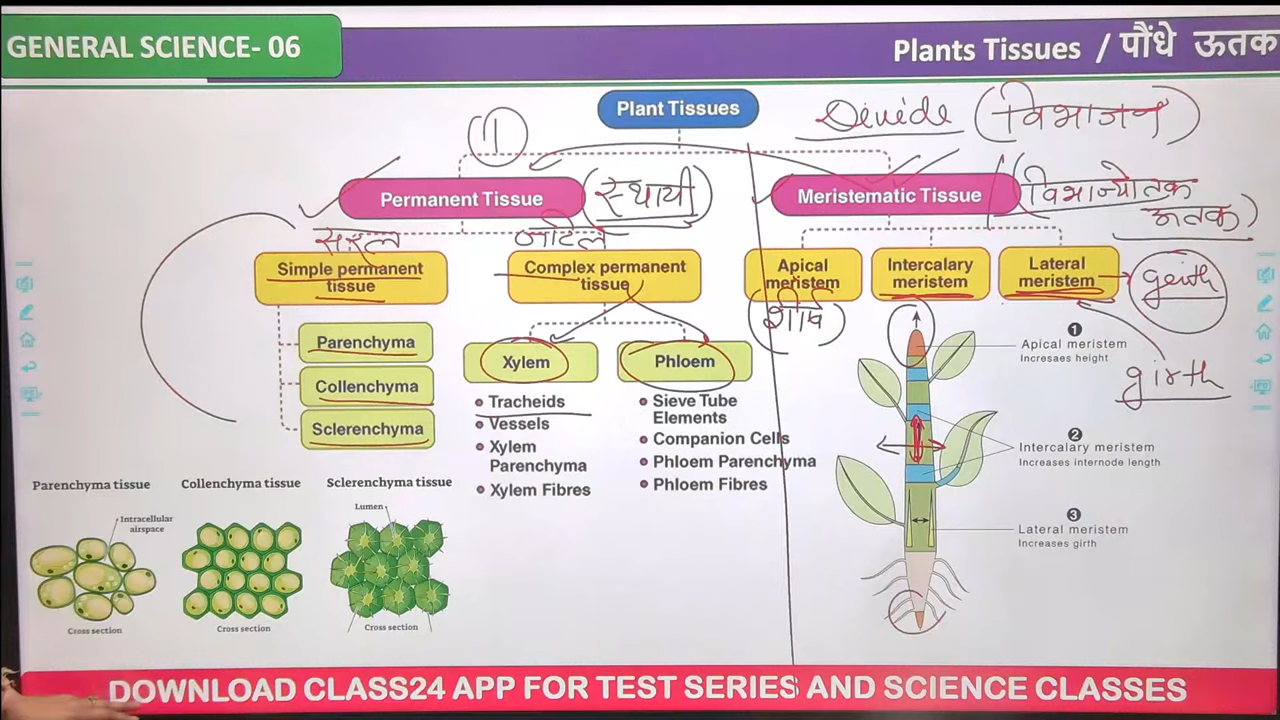 GENERAL SCIENCE- 06
Plants Tissues / पौंधे ऊतक
Plant Tissues
Devide (विभाजन)
11
Permanent Tissue (स्थायी)
Meristematic Tissue (विभाज्योतक
ऊतक)
सरल
जटिल
Simple permanent
tissue
Complex permanent
tissue
Apical
meristem
(शीर्ष)
Intercalary
meristem
Lateral
meristem
girth
Parenchyma
Collenchyma
Sclerenchyma
Xylem
Phloem
Tracheids
Vessels
Xylem
Parenchyma
Xylem Fibres
Sieve Tube
Elements
Companion Cells
Phloem Parenchyma
Phloem Fibres
1
Apical meristem
Incresaes height
girth
2
Intercalary meristem
Increases internode length
3
Lateral meristem
Increases girth
Parenchyma tissue
Intracellular
airspace
Cross section
Collenchyma tissue
Cross section
Sclerenchyma tissue
Lumen
Cross section
DOWNLOAD CLASS24 APP FOR TEST SERIES AND SCIENCE CLASSES